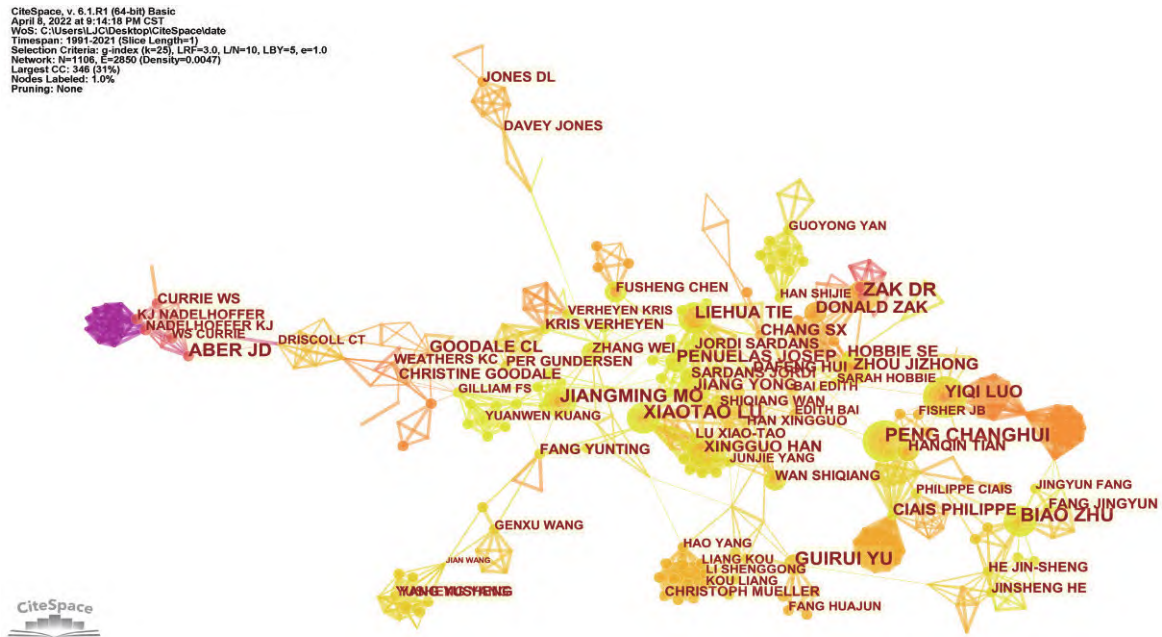 CiteSpace, v. 6.1.R1 (64-bit) Basic
April 8, 2022 at 9:14:18 PM CST
WoS: C:\Users\LJC\Desktop\CiteSpace\date
Timespan: 1991-2021 (Slice Length=1)
Selection Criteria: g-index (k=25), LRF=3.0, L/N=10, LBY=5, e=1.0
Network: N=1106, E=2850 (Density=0.0047)
Largest CC: 346 (31%)
Nodes Labeled: 1.0%
Pruning: None
JONES DL
DAVEY JONES
GUOYONG YAN
FUSHENG CHEN
HAN SHIJIE
ZAK DR
CURRIE WS
VERHEYEN KRIS
LIEHUA TIE
DONALD ZAK
KJ NADELHOFFER
NADELHOFFER KJ
KRIS VERHEYEN
CHANG SX
WS CURRIE
DRISCOLL CT
ABER JD
GOODALE CL
ZHANG WEI
JORDI SARDANS
HOBBIE SE
WEATHERS KC
PER GUNDERSEN
PENUELAS JOSEP
DAFENG HUI
ZHOU JIZHONG
CHRISTINE GOODALE
SARDANS JORDI
SARAH HOBBIE
GILLIAM FS
JIANG YONG
BAI EDITH
YIQI LUO
JIANGMING MO
SHIQIANG WAN
YUANWEN KUANG
XIAOTAO LU
EDITH BAI
FISHER JB
HAN XINGGUO
LU XIAO-TAO
PENG CHANGHUI
FANG YUNTING
XINGGUO HAN
HANQIN TIAN
JUNJIE YANG
WAN SHIQIANG
PHILIPPE CIAIS
JINGYUN FANG
CIAIS PHILIPPE
FANG JINGYUN
BIAO ZHU
GENXU WANG
HAO YANG
JIAN WANG
LIANG KOU
GUIRUI YU
LI SHENGGONG
HE JIN-SHENG
KOU LIANG
CHRISTOPH MUELLER
JINSHENG HE
FANG HUAJUN
CiteSpace